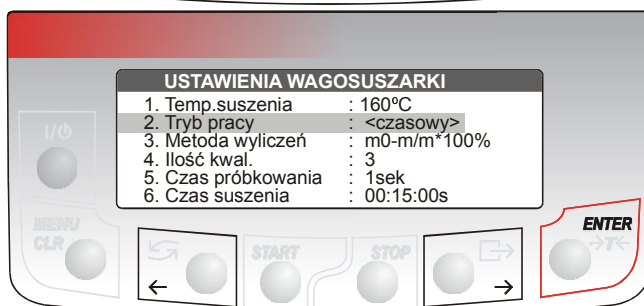 USTAWIENIA WAGOSUSZARKI
1. Temp.suszenia : 160ºC
2. Tryb pracy : <czasowy>
3. Metoda wyliczeń : m0-m/m*100%
4. Ilość kwal. : 3
5. Czas próbkowania : 1sek
6. Czas suszenia : 00:15:00s
I/⏻
MENU
CLR
←
START
STOP
→
ENTER
→T←